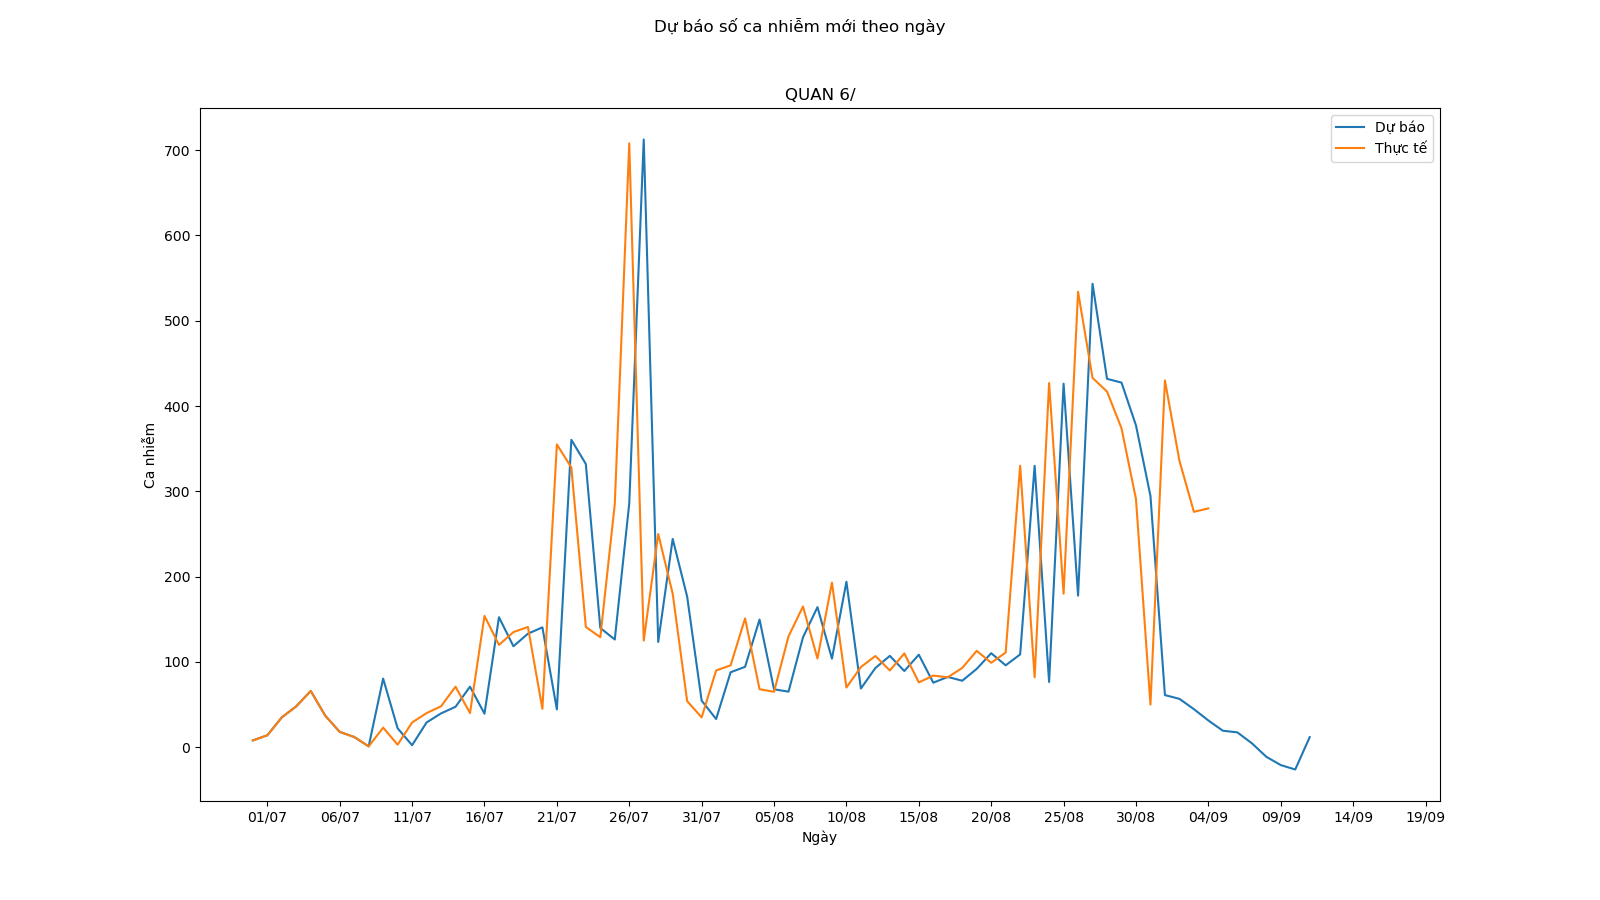 Dự báo số ca nhiễm mới theo ngày
QUAN 6/
Dự báo
Thực tế
700
600
500
400
300
200
100
0
Ca nhiễm
01/07 06/07 11/07 16/07 21/07 26/07 31/07 05/08 10/08 15/08 20/08 25/08 30/08 04/09 09/09 14/09 19/09
Ngày